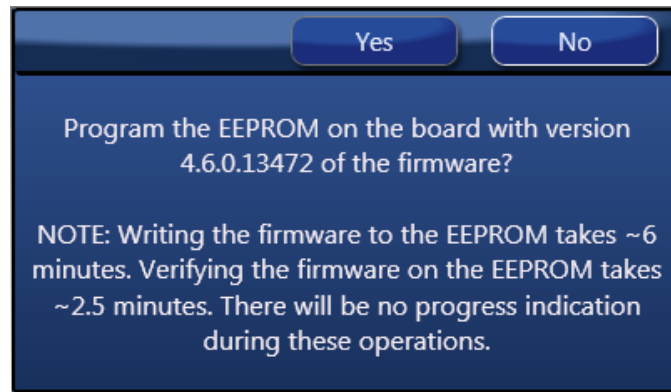 Yes No
Program the EEPROM on the board with version
4.6.0.13472 of the firmware?
NOTE: Writing the firmware to the EEPROM takes ~6
minutes. Verifying the firmware on the EEPROM takes
~2.5 minutes. There will be no progress indication
during these operations.